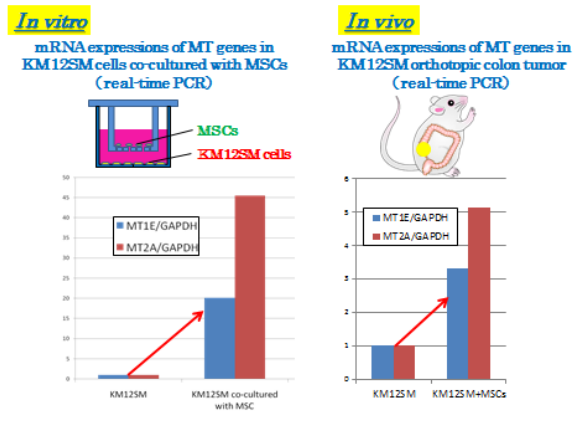 In vitro
mRNA expressions of MT genes in
KM12SM cells co-cultured with MSCs
(real-time PCR)
MSCs
KM12SM cells
50
45
40
35
30
25
20
15
10
5
0
MT1E/GAPDH
MT2A/GAPDH
KM12SM
KM12SM co-cultured
with MSC
In vivo
mRNA expressions of MT genes in
KM12SM orthotopic colon tumor
(real-time PCR)
6
5
4
3
2
1
0
MT1E/GAPDH
MT2A/GAPDH
KM12SM
KM12SM+MSCs